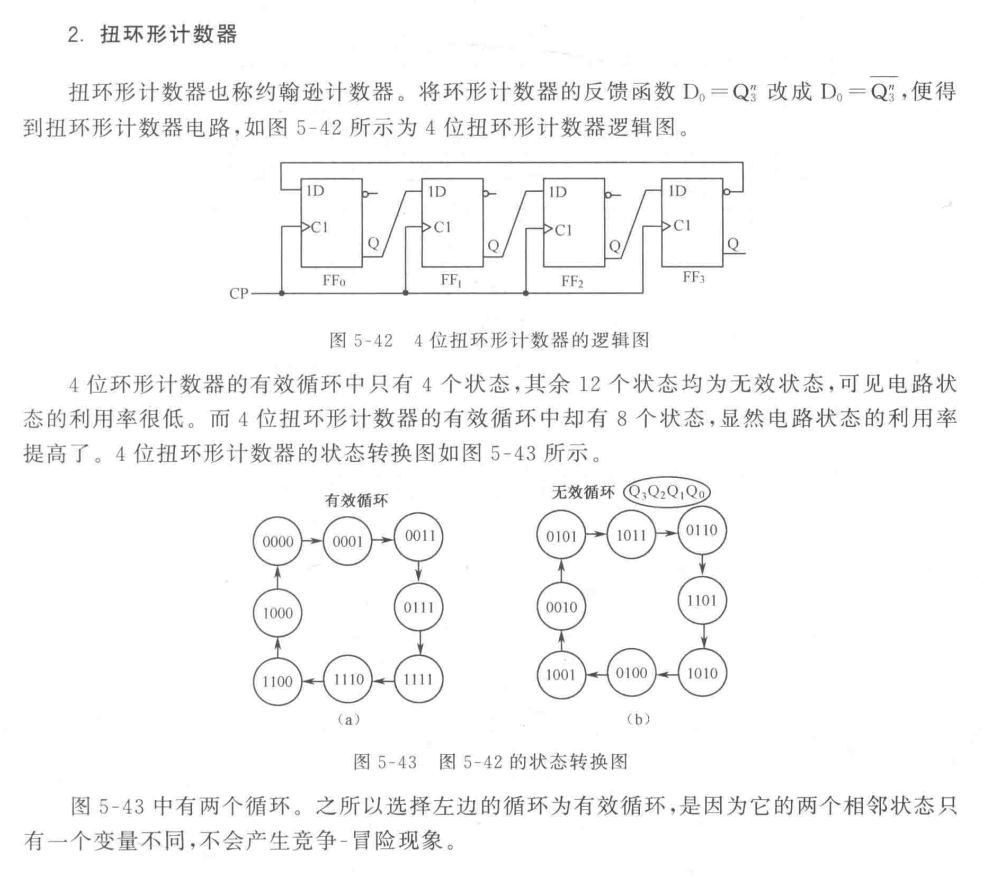 2. 扭环形计数器
扭环形计数器也称约翰逊计数器。将环形计数器的反馈函数 D₀=Q₃ⁿ 改成 D₀=\overline{Q₃ⁿ},便得
到扭环形计数器电路,如图 5-42 所示为 4 位扭环形计数器逻辑图。
1D 1D 1D 1D
C1 C1 C1 C1
Q Q Q Q
FF₀ FF₁ FF₂ FF₃
CP
图 5-42 4 位扭环形计数器的逻辑图
4 位环形计数器的有效循环中只有 4 个状态,其余 12 个状态均为无效状态,可见电路状
态的利用率很低。而 4 位扭环形计数器的有效循环中却有 8 个状态,显然电路状态的利用率
提高了。4 位扭环形计数器的状态转换图如图 5-43 所示。
有效循环
0000 0001 0011
1000 0111
1100 1110 1111
(a)
无效循环 Q₃Q₂Q₁Q₀
0101 1011 0110
0010 1101
1001 0100 1010
(b)
图 5-43 图 5-42 的状态转换图
图 5-43 中有两个循环。之所以选择左边的循环为有效循环,是因为它的两个相邻状态只
有一个变量不同,不会产生竞争-冒险现象。